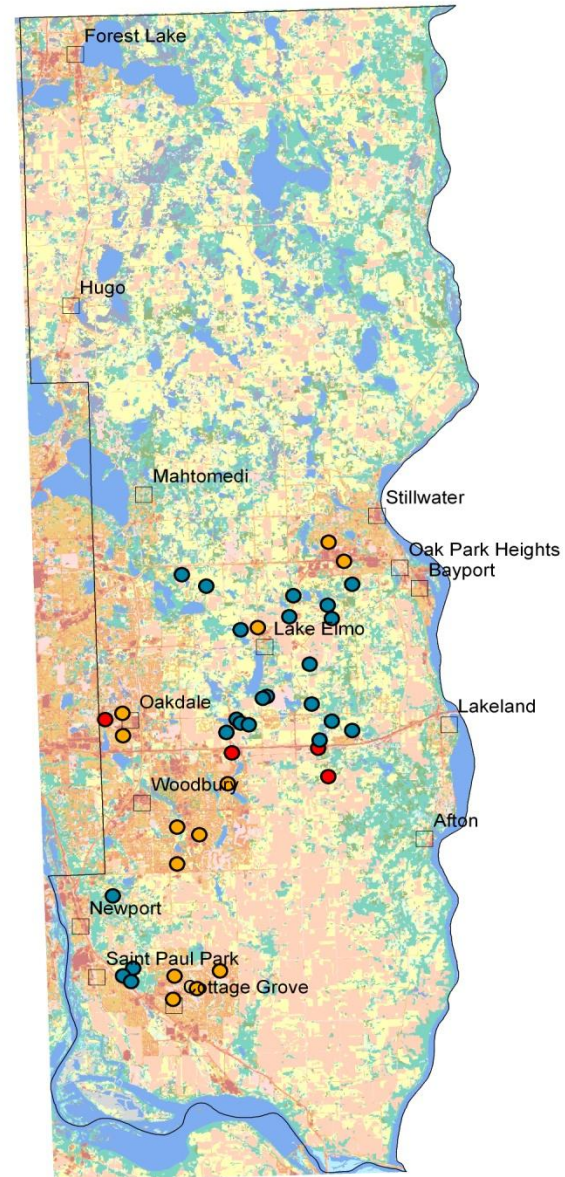 Forest Lake
Hugo
Mahtomedi
Stillwater
Oak Park Heights
Bayport
Lake Elmo
Oakdale
Lakeland
Woodbury
Afton
Newport
Saint Paul Park
Cottage Grove